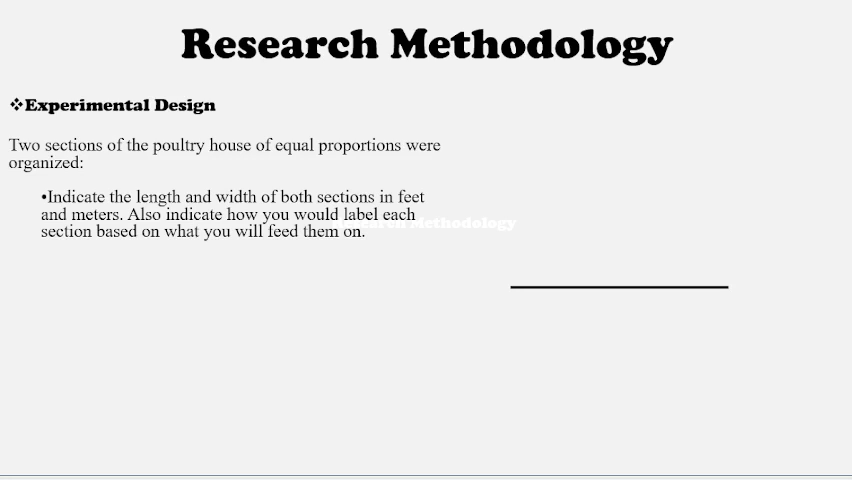 Research Methodology
❖Experimental Design
Two sections of the poultry house of equal proportions were
organized:
•Indicate the length and width of both sections in feet
and meters. Also indicate how you would label each
section based on what you will feed them on.
Methodology